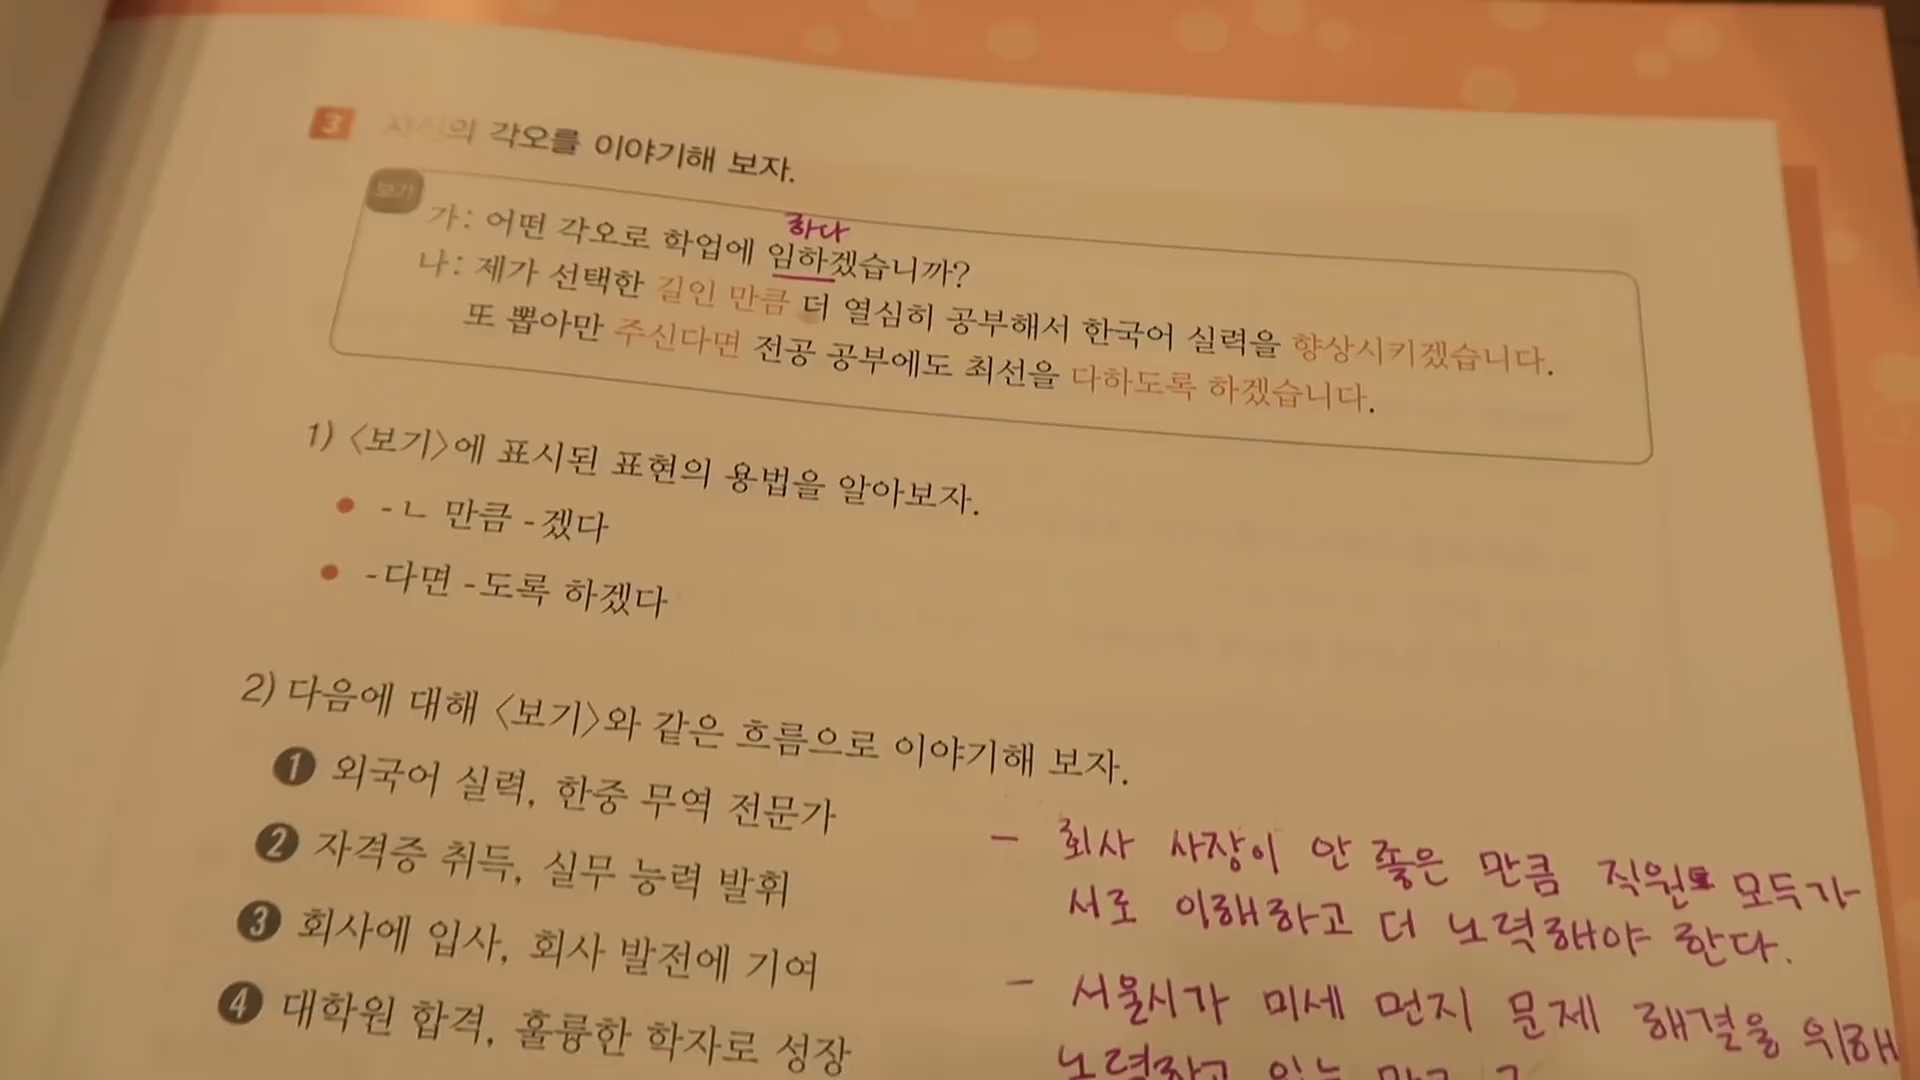 3 자신의 각오를 이야기해 보자.
보기
하다
가: 어떤 각오로 학업에 임하겠습니까?
나: 제가 선택한 길인 만큼 더 열심히 공부해서 한국어 실력을 향상시키겠습니다.
또 뽑아만 주신다면 전공 공부에도 최선을 다하도록 하겠습니다.
1) 〈보기〉에 표시된 표현의 용법을 알아보자.
• -ㄴ 만큼 -겠다
• -다면 -도록 하겠다
2) 다음에 대해 〈보기〉와 같은 흐름으로 이야기해 보자.
❶ 외국어 실력, 한중 무역 전문가
❷ 자격증 취득, 실무 능력 발휘
❸ 회사에 입사, 회사 발전에 기여
❹ 대학원 합격, 훌륭한 학자로 성장
- 회사 사장이 안 좋은 만큼 직원 모두가
서로 이해하고 더 노력해야 한다.
- 서울시가 미세 먼지 문제 해결을 위해
노력하고 있는